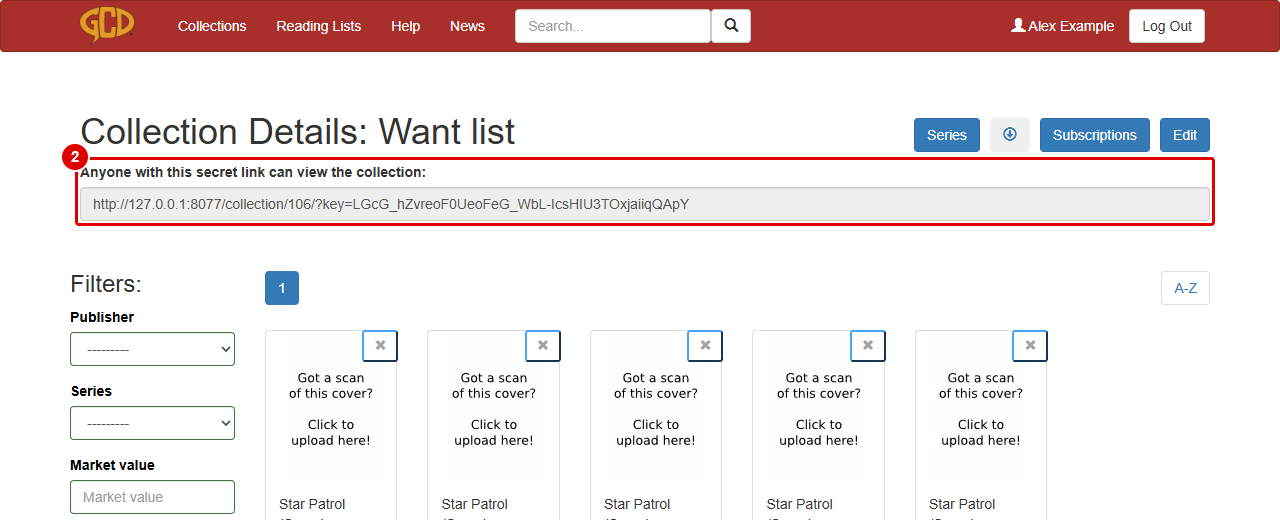 GCD Collections Reading Lists Help News Search... Alex Example Log Out
Collection Details: Want list Series Subscriptions Edit
2
Anyone with this secret link can view the collection:
http://127.0.0.1:8077/collection/106/?key=LGcG_hZvreoF0UeoFeG_WbL-IcsHIU3TOxjaiiqQApY
Filters: 1 A-Z
Publisher
---------
Series
---------
Market value
Market value
Got a scan
of this cover?
Click to
upload here!
Star Patrol
Got a scan
of this cover?
Click to
upload here!
Star Patrol
Got a scan
of this cover?
Click to
upload here!
Star Patrol
Got a scan
of this cover?
Click to
upload here!
Star Patrol
Got a scan
of this cover?
Click to
upload here!
Star Patrol